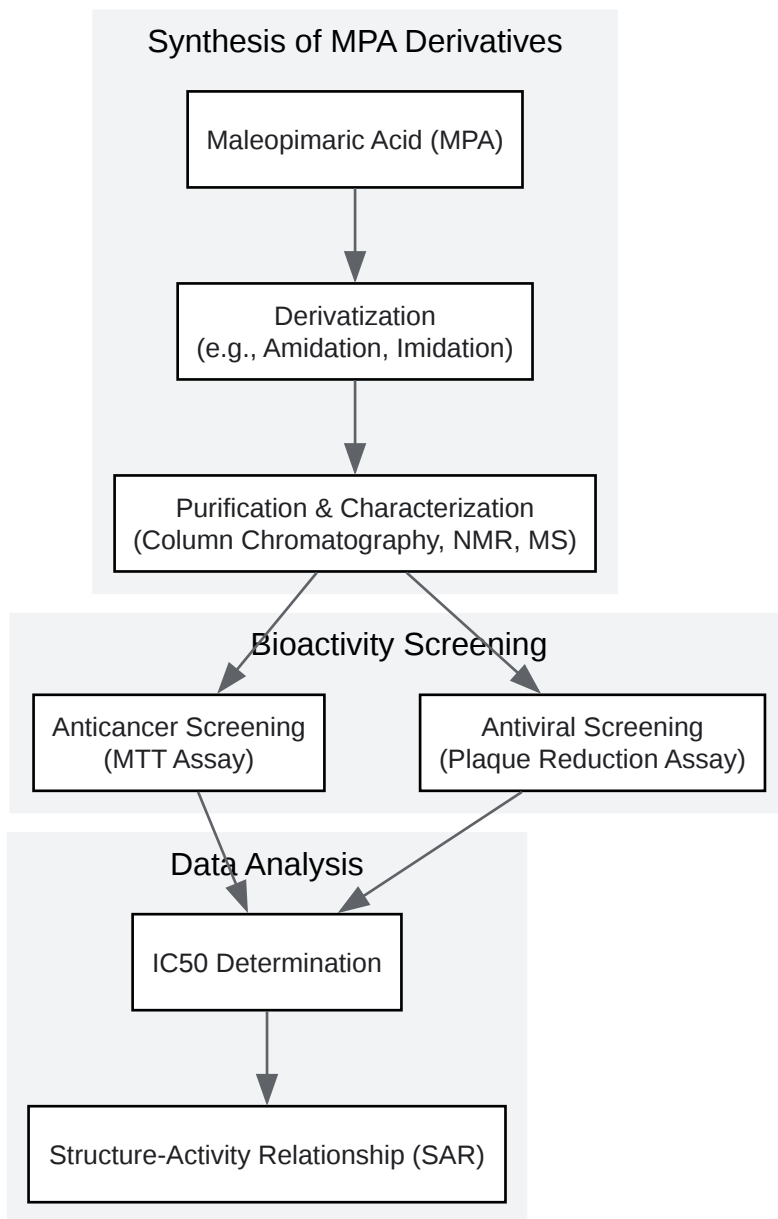 Synthesis of MPA Derivatives
Maleopimaric Acid (MPA)
Derivatization
(e.g., Amidation, Imidation)
Purification & Characterization
(Column Chromatography, NMR, MS)
Bioactivity Screening
Anticancer Screening
(MTT Assay)
Antiviral Screening
(Plaque Reduction Assay)
Data Analysis
IC50 Determination
Structure-Activity Relationship (SAR)